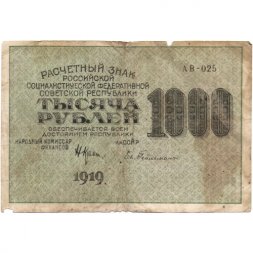 РАСЧЕТНЫЙ ЗНАК
РОССИЙСКОЙ
СОЦИАЛИСТИЧЕСКОЙ ФЕДЕРАТИВНОЙ
СОВЕТСКОЙ РЕСПУБЛИКИ
АВ-025
ТЫСЯЧА
РУБЛЕЙ
1000
ОБЕСПЕЧИВАЕТСЯ ВСЕМ
ДОСТОЯНИЕМ РЕСПУБЛИКИ
НАРОДНЫЙ КОМИССАР
ФИНАНСОВ
КАССИР
1919